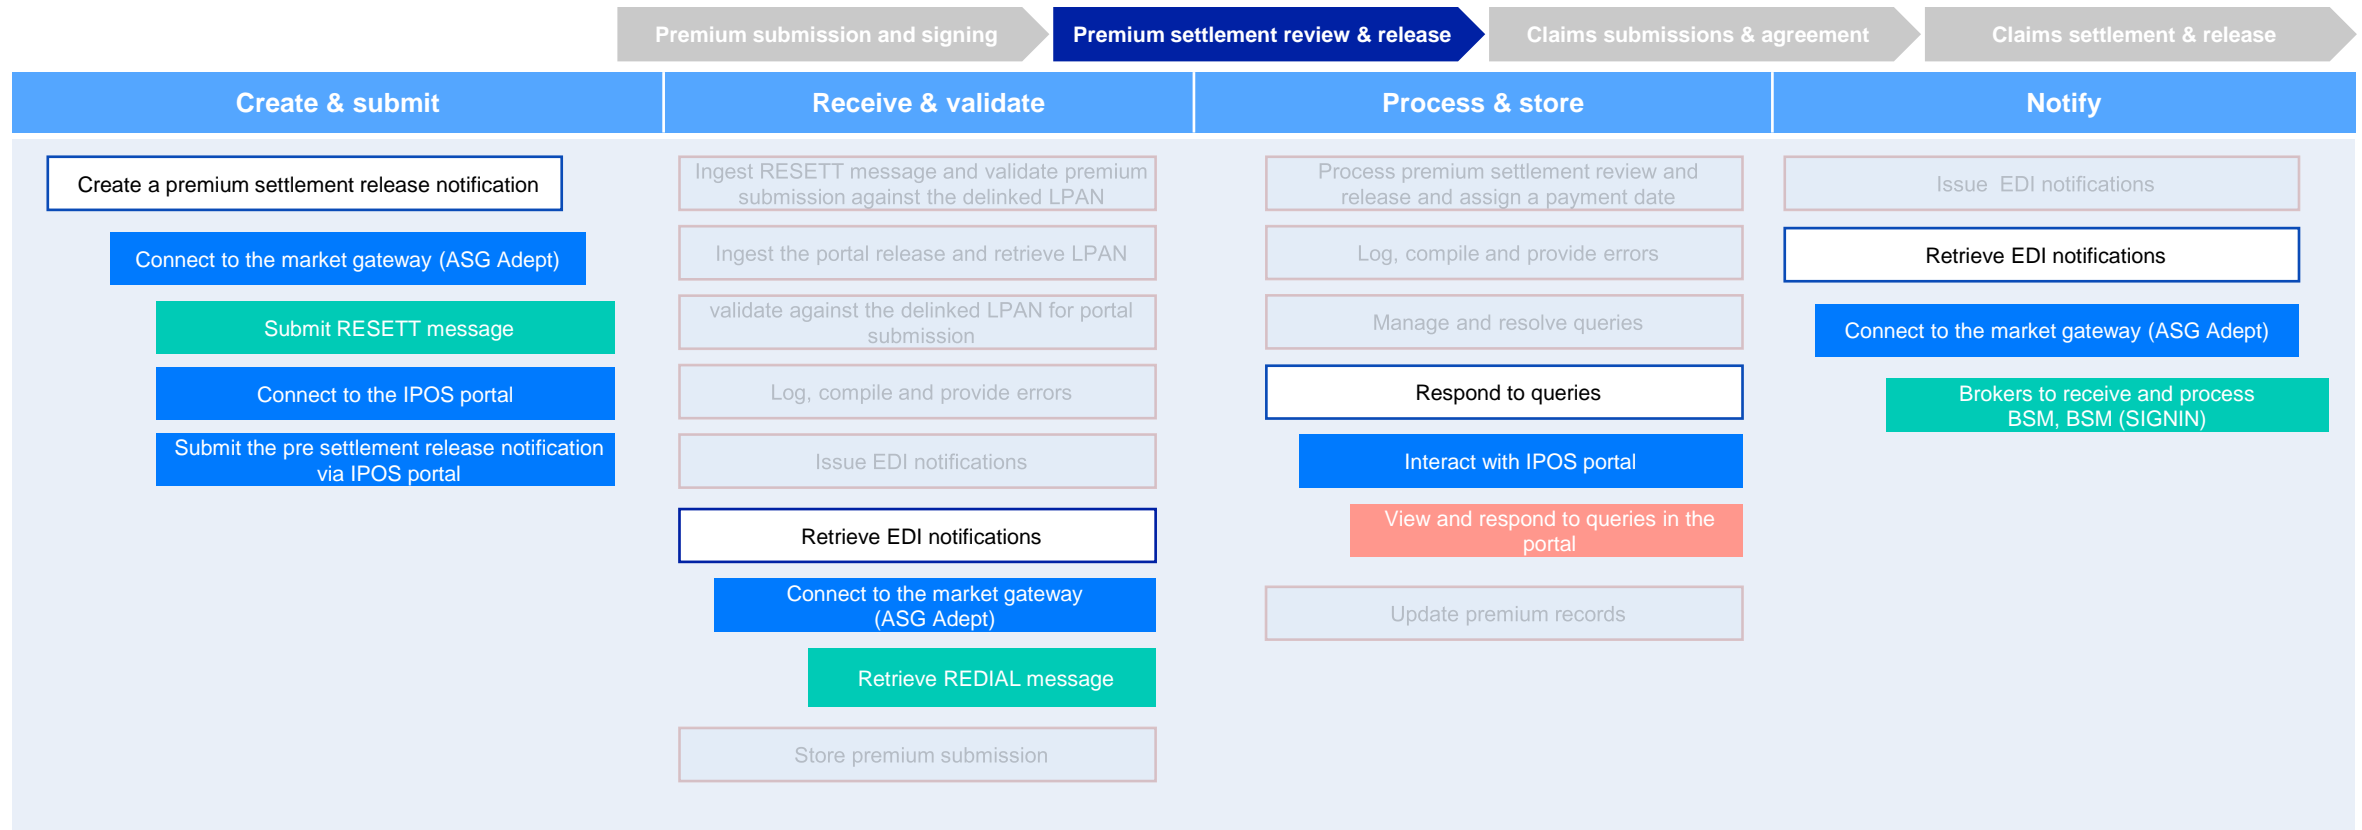 Premium submission and signing
Premium settlement review & release
Claims submissions & agreement
Claims settlement & release
Create & submit
Receive & validate
Process & store
Notify
Create a premium settlement release notification
Connect to the market gateway (ASG Adept)
Submit RESETT message
Connect to the IPOS portal
Submit the pre settlement release notification
via IPOS portal
Ingest RESETT message and validate premium
submission against the delinked LPAN
Ingest the portal release and retrieve LPAN
validate against the delinked LPAN for portal
submission
Log, compile and provide errors
Issue EDI notifications
Retrieve EDI notifications
Connect to the market gateway
(ASG Adept)
Retrieve REDIAL message
Store premium submission
Process premium settlement review and
release and assign a payment date
Log, compile and provide errors
Manage and resolve queries
Respond to queries
Interact with IPOS portal
View and respond to queries in the
portal
Update premium records
Issue  EDI notifications
Retrieve EDI notifications
Connect to the market gateway (ASG Adept)
Brokers to receive and process
BSM, BSM (SIGNIN)